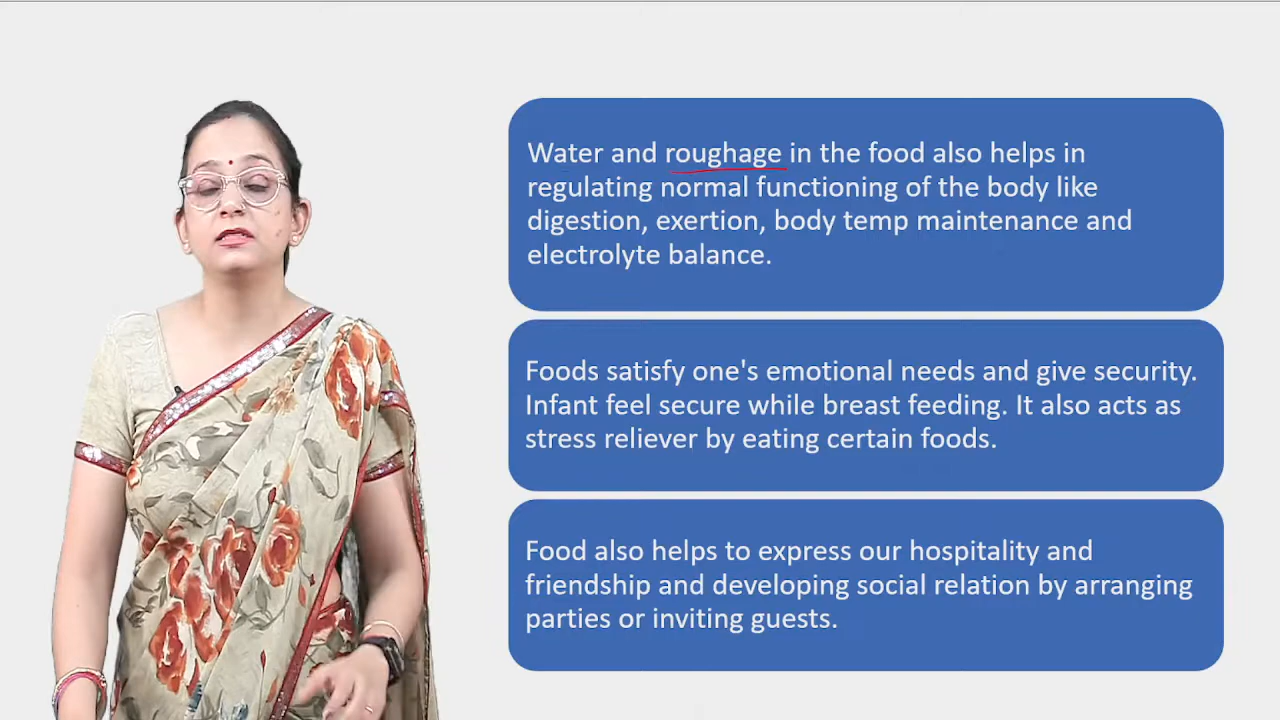 Water and roughage in the food also helps in
regulating normal functioning of the body like
digestion, exertion, body temp maintenance and
electrolyte balance.
Foods satisfy one's emotional needs and give security.
Infant feel secure while breast feeding. It also acts as
stress reliever by eating certain foods.
Food also helps to express our hospitality and
friendship and developing social relation by arranging
parties or inviting guests.